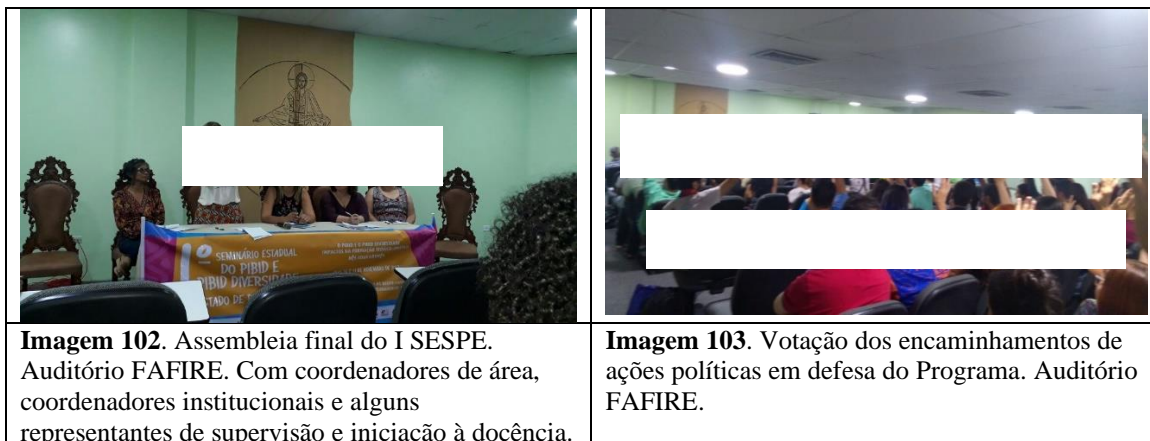 1º SEMINÁRIO ESTADUAL
DO PIBID E
PIBID DIVERSIDADE
Imagem 102. Assembleia final do I SESPE.
Auditório FAFIRE. Com coordenadores de área,
coordenadores institucionais e alguns
representantes de supervisão e iniciação à docência.
Imagem 103. Votação dos encaminhamentos de
ações políticas em defesa do Programa. Auditório
FAFIRE.